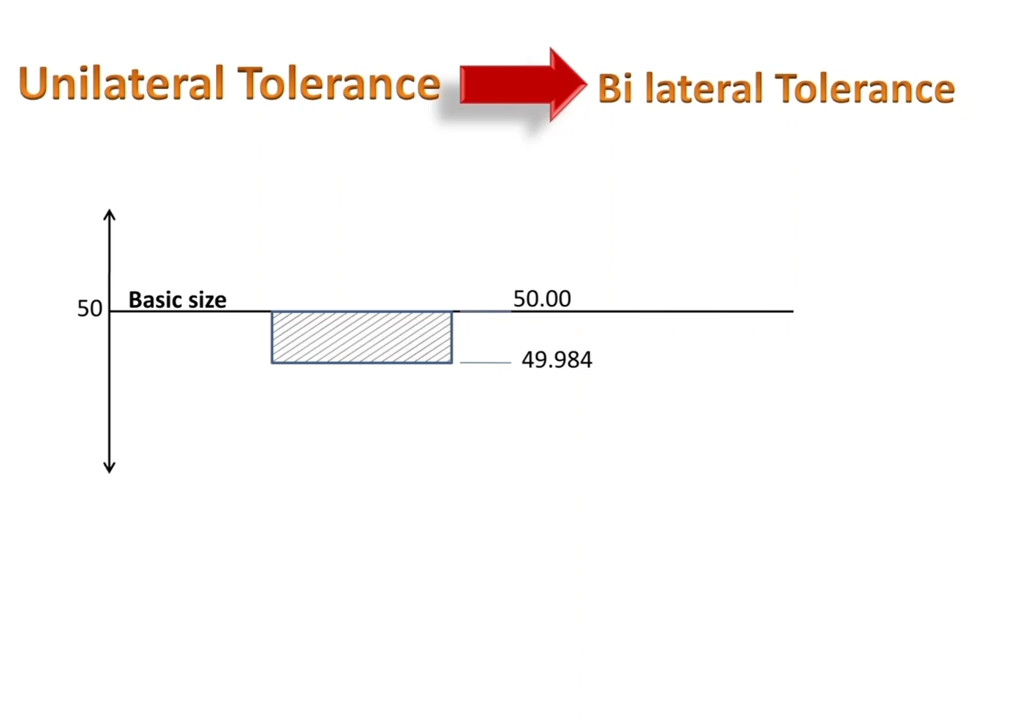 Unilateral Tolerance
Bi lateral Tolerance
50
Basic size
50.00
49.984